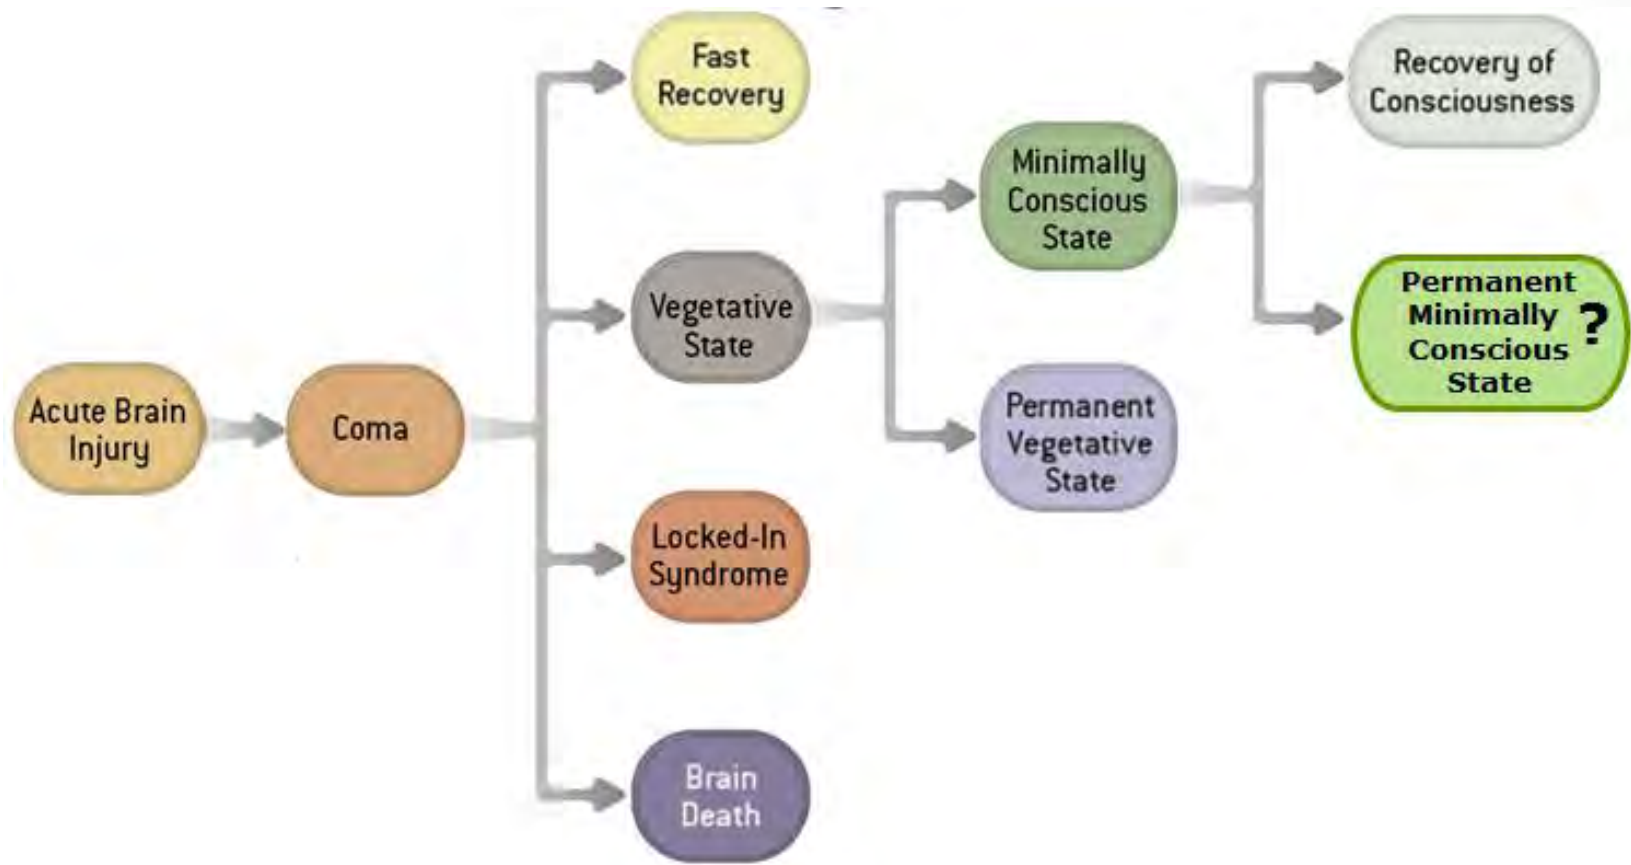 Acute Brain
Injury
Coma
Fast
Recovery
Vegetative
State
Locked-In
Syndrome
Brain
Death
Minimally
Conscious
State
Permanent
Vegetative
State
Recovery of
Consciousness
Permanent
Minimally ?
Conscious
State